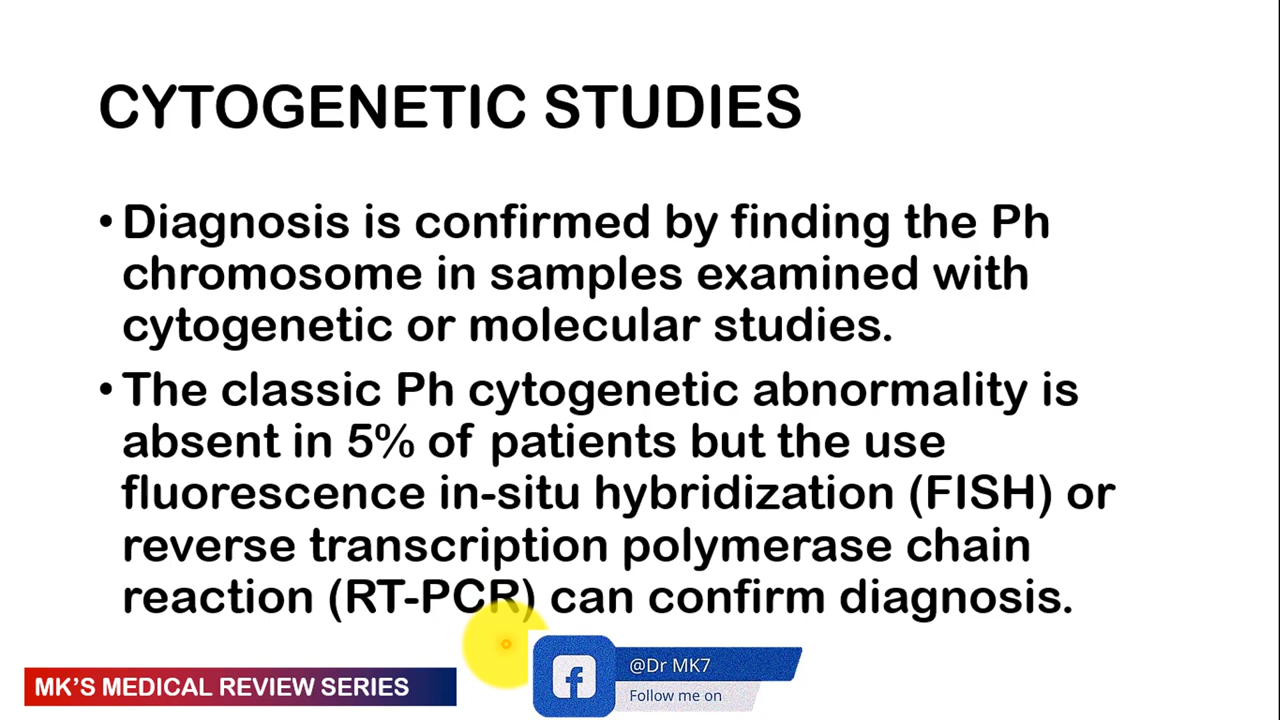 CYTOGENETIC STUDIES
• Diagnosis is confirmed by finding the Ph
chromosome in samples examined with
cytogenetic or molecular studies.
• The classic Ph cytogenetic abnormality is
absent in 5% of patients but the use
fluorescence in-situ hybridization (FISH) or
reverse transcription polymerase chain
reaction (RT-PCR) can confirm diagnosis.
MK'S MEDICAL REVIEW SERIES
@Dr MK7
Follow me on